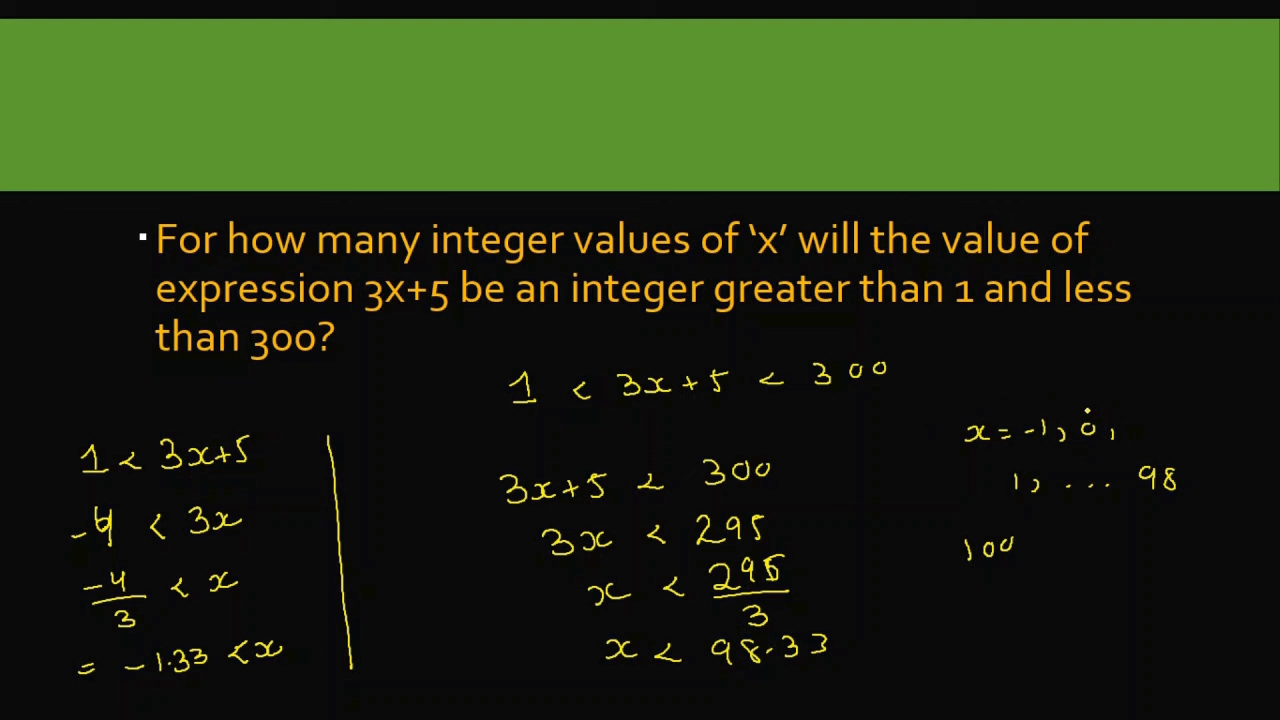 For how many integer values of ‘x’ will the value of
expression 3x+5 be an integer greater than 1 and less
than 300?
1 < 3x+5 < 300
1 < 3x+5
-4 < 3x
-4/3 < x
= -1.33 < x
3x+5 < 300
3x < 295
x < 295/3
x < 98.33
x = -1, 0,
1, ... 98
100